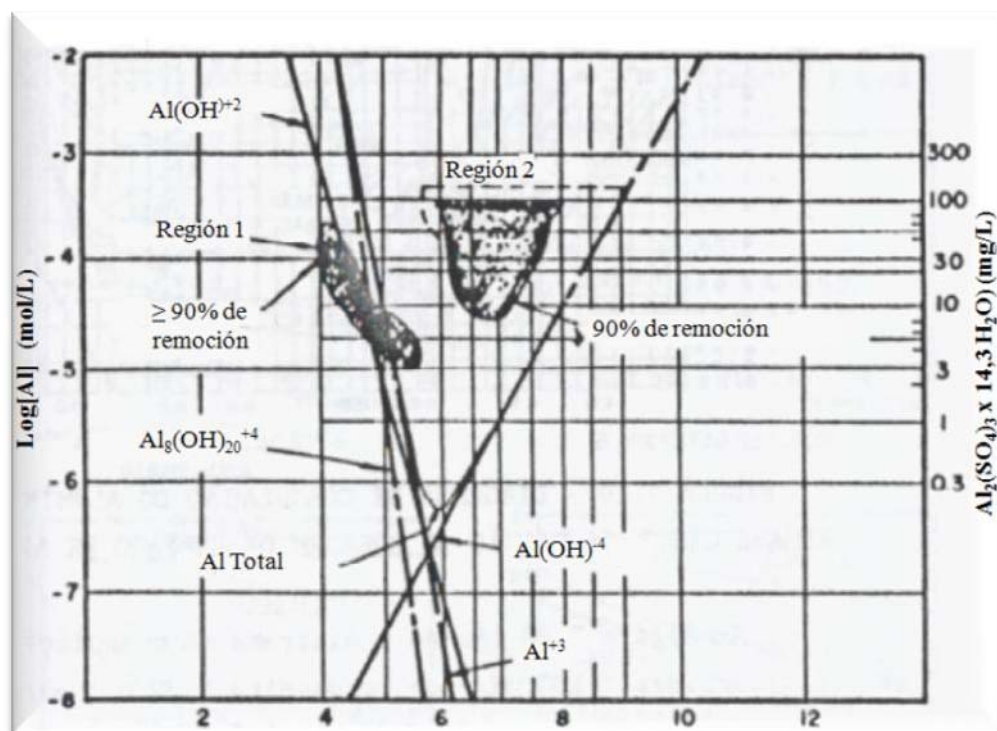 -2
-3
-4
-5
-6
-7
-8
Log[Al] (mol/L)
Al(OH)+2
Región 2
Región 1
≥ 90% de
remoción
90% de remoción
Al8(OH)20+4
Al Total
Al(OH)-4
Al+3
300
100
30
10
3
1
0.3
Al2(SO4)3 x 14,3 H2O) (mg/L)
2
4
6
8
10
12